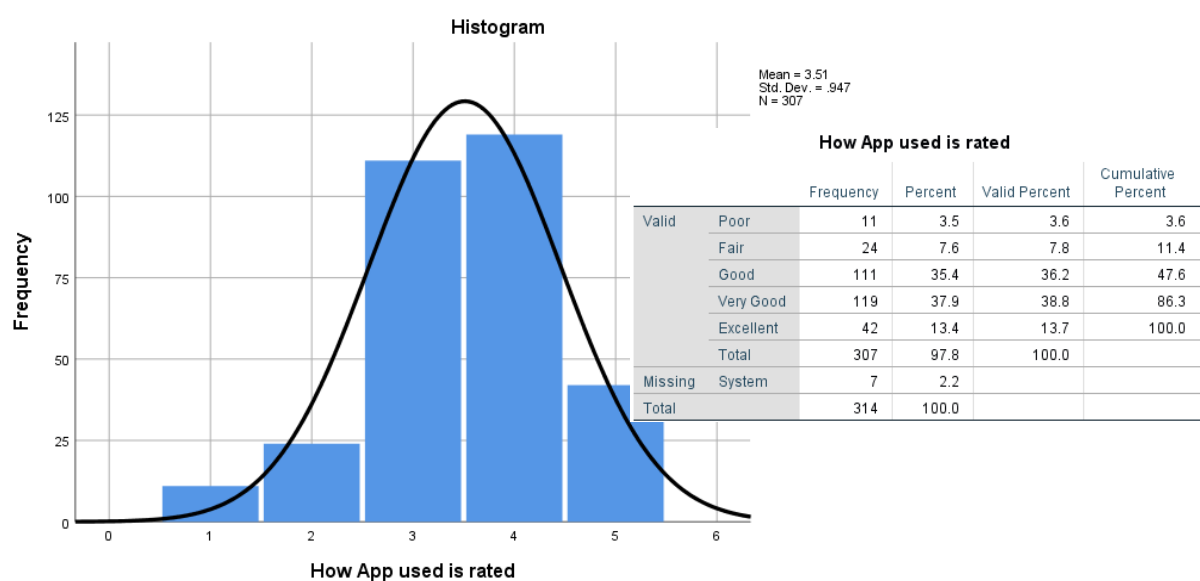 Histogram
Mean = 3.51
Std. Dev. = .947
N = 307
125
100
75
50
25
0
Frequency
0 1 2 3 4 5 6
How App used is rated
How App used is rated
Frequency Percent Valid Percent Cumulative Percent
Valid Poor 11 3.5 3.6 3.6
Fair 24 7.6 7.8 11.4
Good 111 35.4 36.2 47.6
Very Good 119 37.9 38.8 86.3
Excellent 42 13.4 13.7 100.0
Total 307 97.8 100.0
Missing System 7 2.2
Total 314 100.0